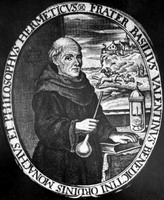 FRATER BASILIUS VALENTINUS BENEDICTINI ORDINIS MONACHUS ET PHILOSOPHUS HERMETICUS